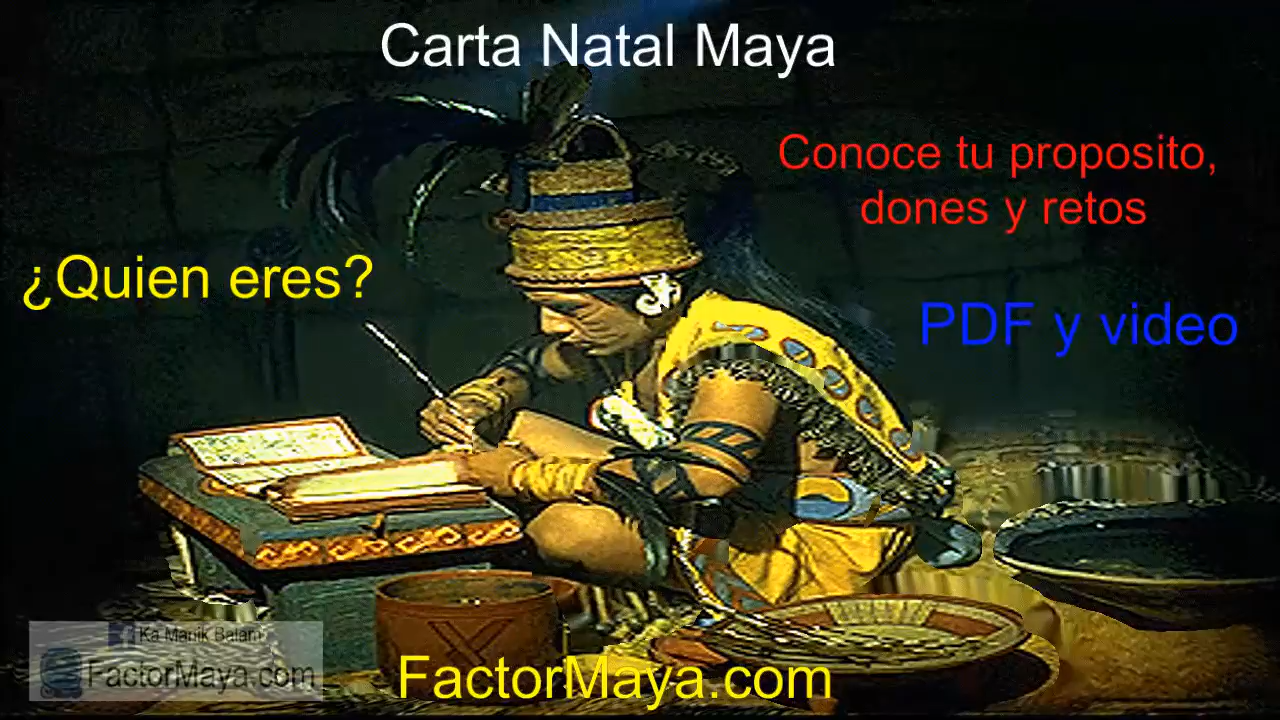 Carta Natal Maya
Conoce tu proposito,
dones y retos
¿Quien eres?
PDF y video
Ka Manik Balam
FactorMaya.com
FactorMaya.com